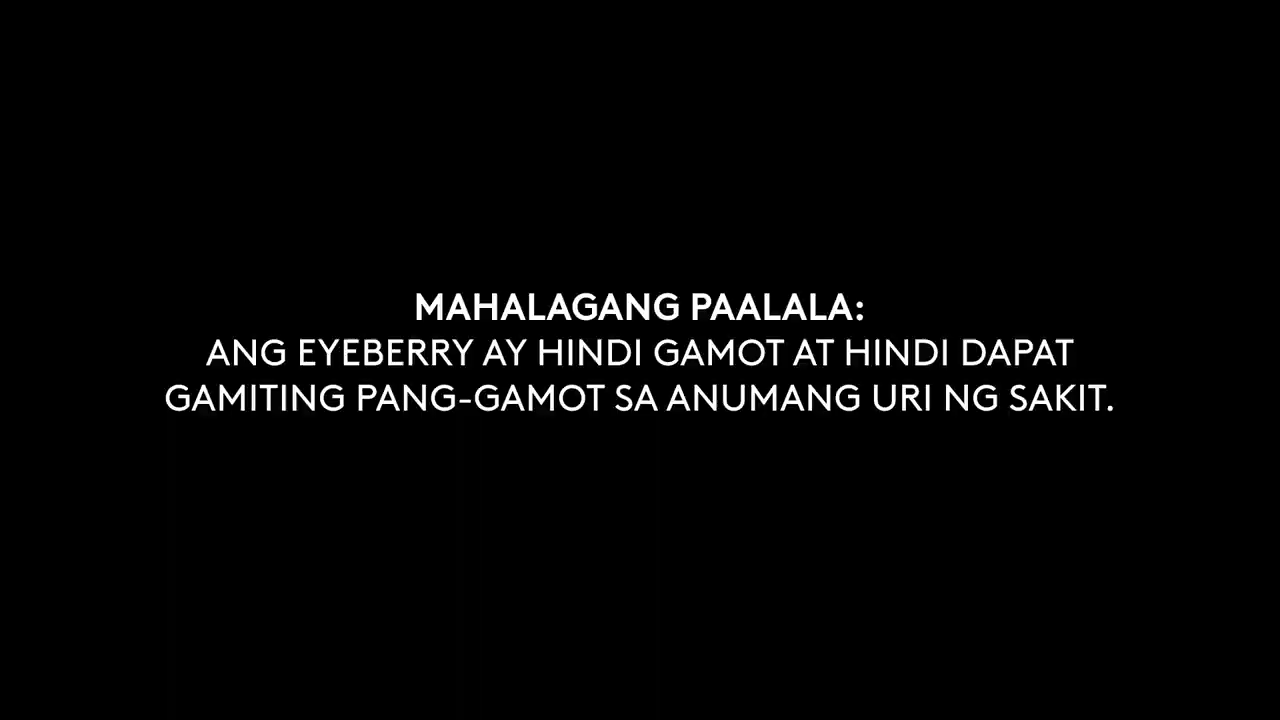 MAHALAGANG PAALALA:
ANG EYEBERRY AY HINDI GAMOT AT HINDI DAPAT
GAMITING PANG-GAMOT SA ANUMANG URI NG SAKIT.